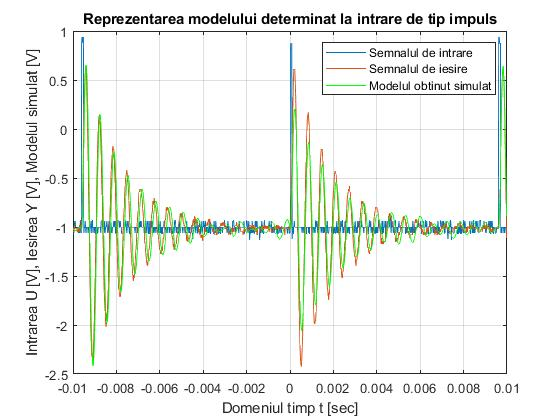 Reprezentarea modelului determinat la intrare de tip impuls
Intrarea U [V], Iesirea Y [V], Modelul simulat [V]
1
0.5
0
-0.5
-1
-1.5
-2
-2.5
Semnalul de intrare
Semnalul de iesire
Modelul obtinut simulat
-0.01 -0.008 -0.006 -0.004 -0.002 0 0.002 0.004 0.006 0.008 0.01
Domeniul timp t [sec]